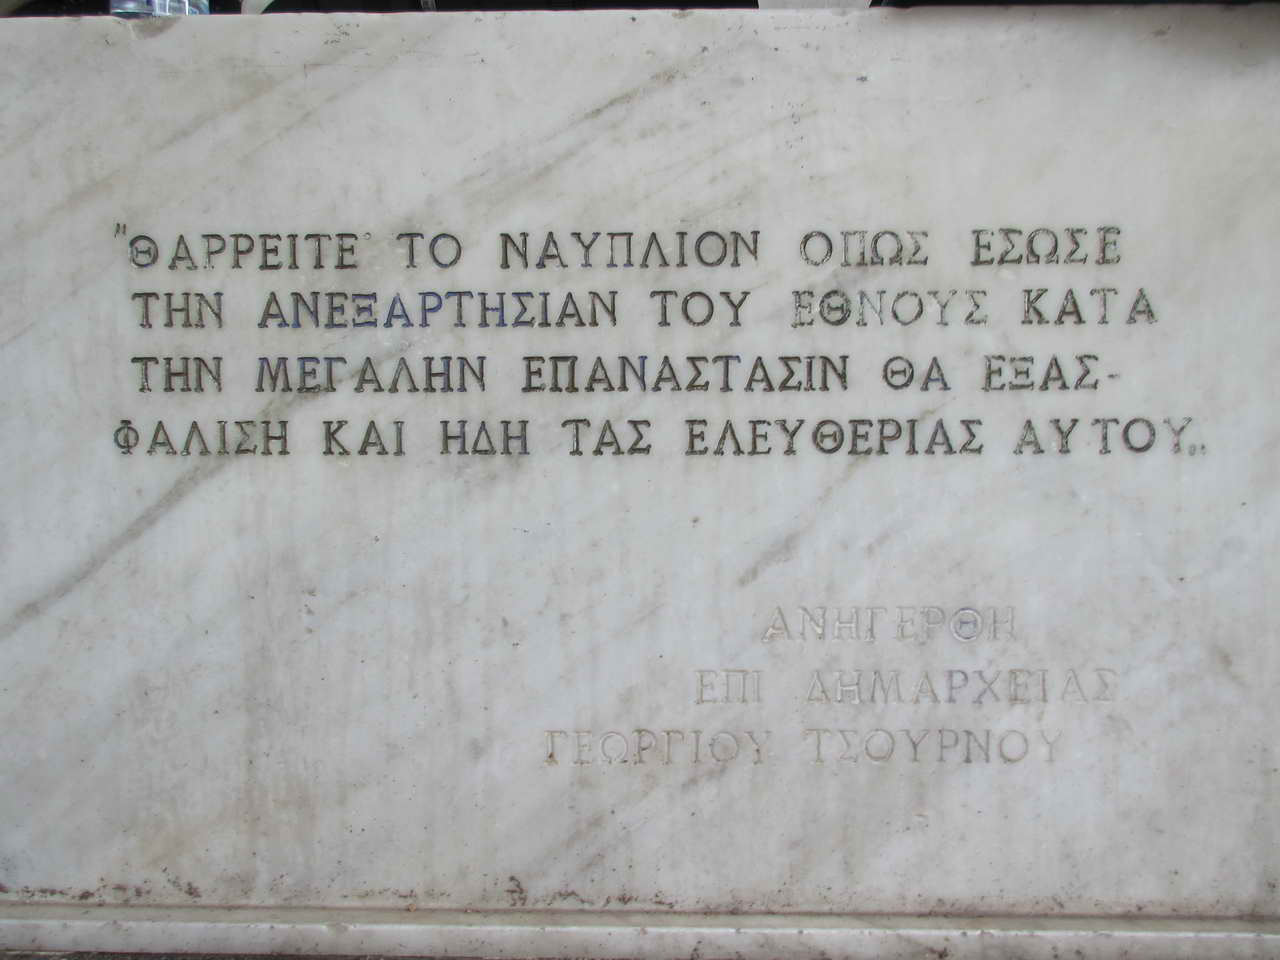 "ΘΑΡΡΕΙΤΕ· ΤΟ ΝΑΥΠΛΙΟΝ ΟΠΩΣ ΕΣΩΣΕ
ΤΗΝ ΑΝΕΞΑΡΤΗΣΙΑΝ ΤΟΥ ΕΘΝΟΥΣ ΚΑΤΑ
ΤΗΝ ΜΕΓΑΛΗΝ ΕΠΑΝΑΣΤΑΣΙΝ ΘΑ ΕΞΑΣ-
ΦΑΛΙΣΗ ΚΑΙ ΗΔΗ ΤΑΣ ΕΛΕΥΘΕΡΙΑΣ ΑΥΤΟΥ„
ΑΝΗΓΕΡΘΗ
ΕΠΙ ΔΗΜΑΡΧΕΙΑΣ
ΓΕΩΡΓΙΟΥ ΤΣΟΥΡΝΟΥ